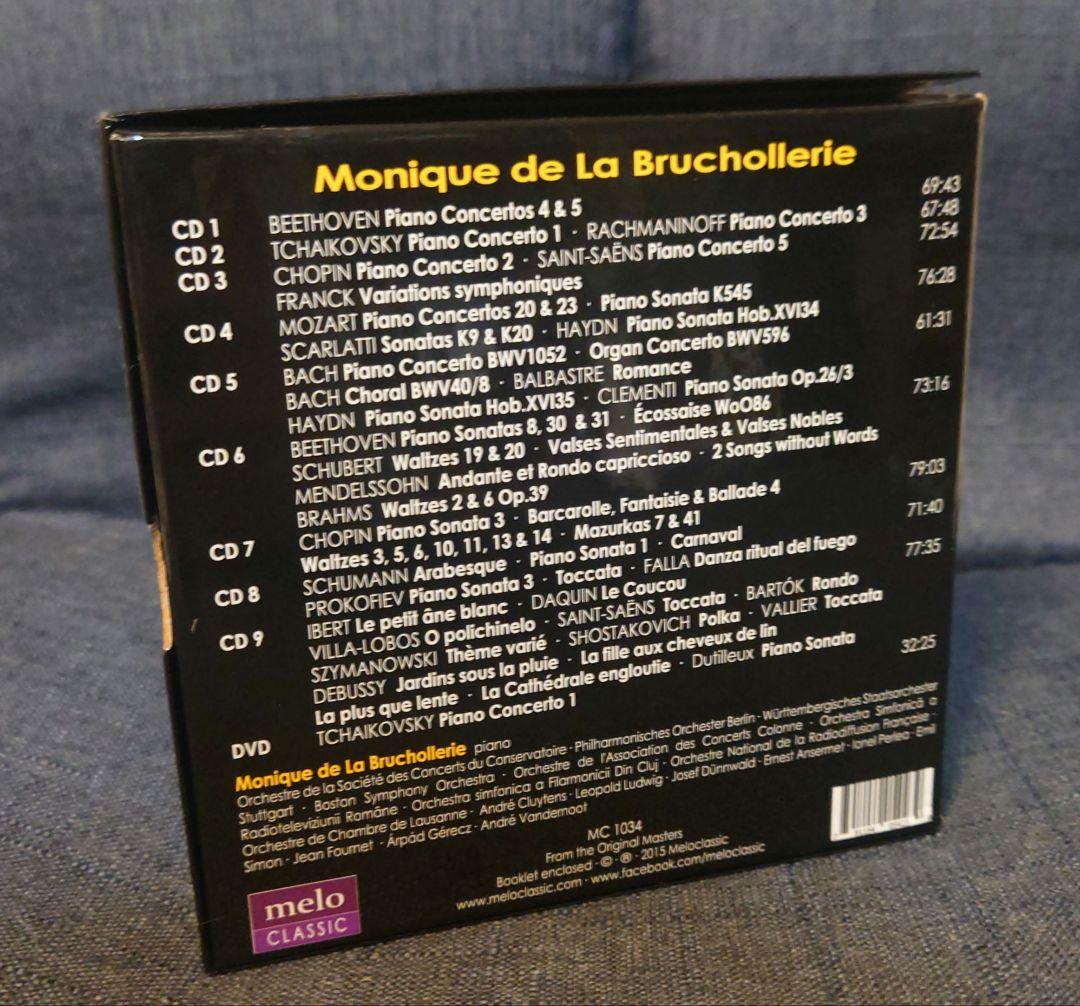 Monique de La Bruchollerie
CD 1 BEETHOVEN Piano Concertos 4 & 5 69:43
CD 2 TCHAIKOVSKY Piano Concerto 1 · RACHMANINOFF Piano Concerto 3 67:48
CD 3 CHOPIN Piano Concerto 2 · SAINT-SAËNS Piano Concerto 5 72:54
FRANCK Variations symphoniques
CD 4 MOZART Piano Concertos 20 & 23 · Piano Sonata K545 76:28
SCARLATTI Sonatas K9 & K20 · HAYDN Piano Sonata Hob.XVI34
CD 5 BACH Piano Concerto BWV1052 · Organ Concerto BWV596 61:31
BACH Choral BWV40/8 · BALBASTRE Romance
HAYDN Piano Sonata Hob.XVI35 · CLEMENTI Piano Sonata Op.26/3
CD 6 BEETHOVEN Piano Sonatas 8, 30 & 31 · Écossaise WoO86 73:16
SCHUBERT Waltzes 19 & 20 · Valses Sentimentales & Valses Nobles
MENDELSSOHN Andante et Rondo capriccioso · 2 Songs without Words
BRAHMS Waltzes 2 & 6 Op.39
CD 7 CHOPIN Piano Sonata 3 · Barcarolle, Fantaisie & Ballade 4 79:03
Waltzes 3, 5, 6, 10, 11, 13 & 14 · Mazurkas 7 & 41
CD 8 SCHUMANN Arabesque · Piano Sonata 1 · Carnaval 71:40
PROKOFIEV Piano Sonata 3 · Toccata · FALLA Danza ritual del fuego
CD 9 IBERT Le petit âne blanc · DAQUIN Le Coucou 77:35
VILLA-LOBOS O polichinelo · SAINT-SAËNS Toccata · BARTÓK Rondo
SZYMANOWSKI Thème varié · SHOSTAKOVICH Polka · VALLIER Toccata
DEBUSSY Jardins sous la pluie · La fille aux cheveux de lin
La plus que lente · La Cathédrale engloutie · Dutilleux Piano Sonata
DVD TCHAIKOVSKY Piano Concerto 1 32:25
Monique de La Bruchollerie piano
Orchestre de la Société des Concerts du Conservatoire · Philharmonisches Orchester Berlin · Württembergisches Staatsorchester
Stuttgart · Boston Symphony Orchestra · Orchestre de l'Association des Concerts Colonne · Orchestra Simfonică a
Radioteleviziunii Române · Orchestra simfonica a Filarmonicii Din Cluj · Orchestre National de la Radiodiffusion Française ·
Orchestre de Chambre de Lausanne · André Cluytens · Leopold Ludwig · Josef Dünnwald · Ernest Ansermet · Ionel Perlea · Emil
Simon · Jean Fournet · Árpád Gérecz · André Vandernoot
MC 1034
From the Original Masters
Booklet enclosed · © · ℗ · 2015 Meloclassic
www.meloclassic.com · www.facebook.com/meloclassic
melo
CLASSIC